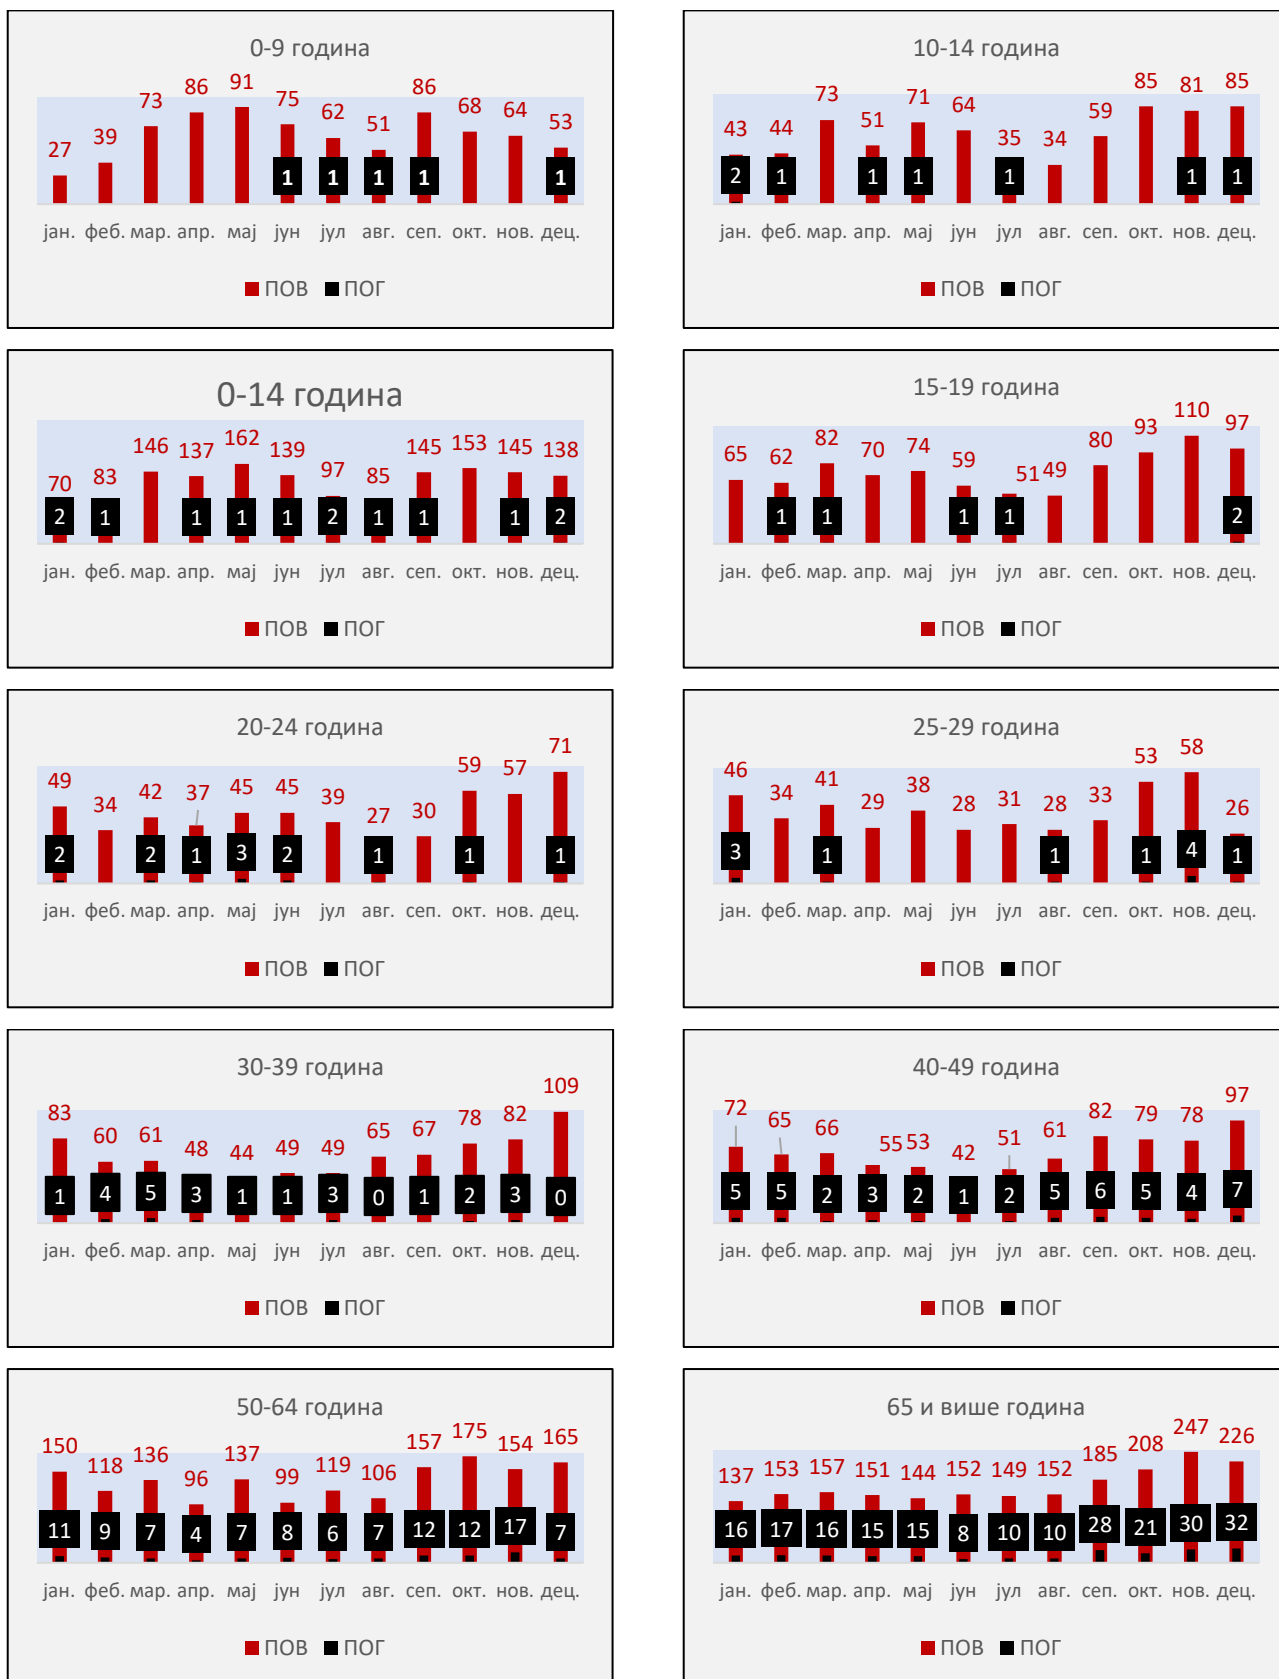 0-9 година
27 39 73 86 91 75 62 51 86 68 64 53
1 1 1 1 1
јан. феб. мар. апр. мај јун јул авг. сеп. окт. нов. дец.
ПОВ ПОГ
10-14 година
43 44 73 51 71 64 35 34 59 85 81 85
2 1 1 1 1 1 1
јан. феб. мар. апр. мај јун јул авг. сеп. окт. нов. дец.
ПОВ ПОГ
0-14 година
70 83 146 137 162 139 97 85 145 153 145 138
2 1 1 1 1 2 1 1 1 2
јан. феб. мар. апр. мај јун јул авг. сеп. окт. нов. дец.
ПОВ ПОГ
15-19 година
65 62 82 70 74 59 51 49 80 93 110 97
1 1 1 1 2
јан. феб. мар. апр. мај јун јул авг. сеп. окт. нов. дец.
ПОВ ПОГ
20-24 година
49 34 42 37 45 45 39 27 30 59 57 71
2 2 1 3 2 1 1 1
јан. феб. мар. апр. мај јун јул авг. сеп. окт. нов. дец.
ПОВ ПОГ
25-29 година
46 34 41 29 38 28 31 28 33 53 58 26
3 1 1 1 4 1
јан. феб. мар. апр. мај јун јул авг. сеп. окт. нов. дец.
ПОВ ПОГ
30-39 година
83 60 61 48 44 49 49 65 67 78 82 109
1 4 5 3 1 1 3 0 1 2 3 0
јан. феб. мар. апр. мај јун јул авг. сеп. окт. нов. дец.
ПОВ ПОГ
40-49 година
72 65 66 55 53 42 51 61 82 79 78 97
5 5 2 3 2 1 2 5 6 5 4 7
јан. феб. мар. апр. мај јун јул авг. сеп. окт. нов. дец.
ПОВ ПОГ
50-64 година
150 118 136 96 137 99 119 106 157 175 154 165
11 9 7 4 7 8 6 7 12 12 17 7
јан. феб. мар. апр. мај јун јул авг. сеп. окт. нов. дец.
ПОВ ПОГ
65 и више година
137 153 157 151 144 152 149 152 185 208 247 226
16 17 16 15 15 8 10 10 28 21 30 32
јан. феб. мар. апр. мај јун јул авг. сеп. окт. нов. дец.
ПОВ ПОГ